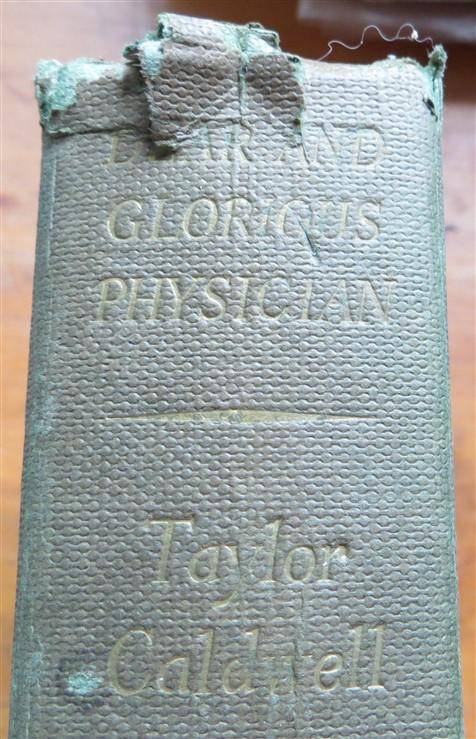 DEAR AND
GLORIOUS
PHYSICIAN
Taylor
Caldwell